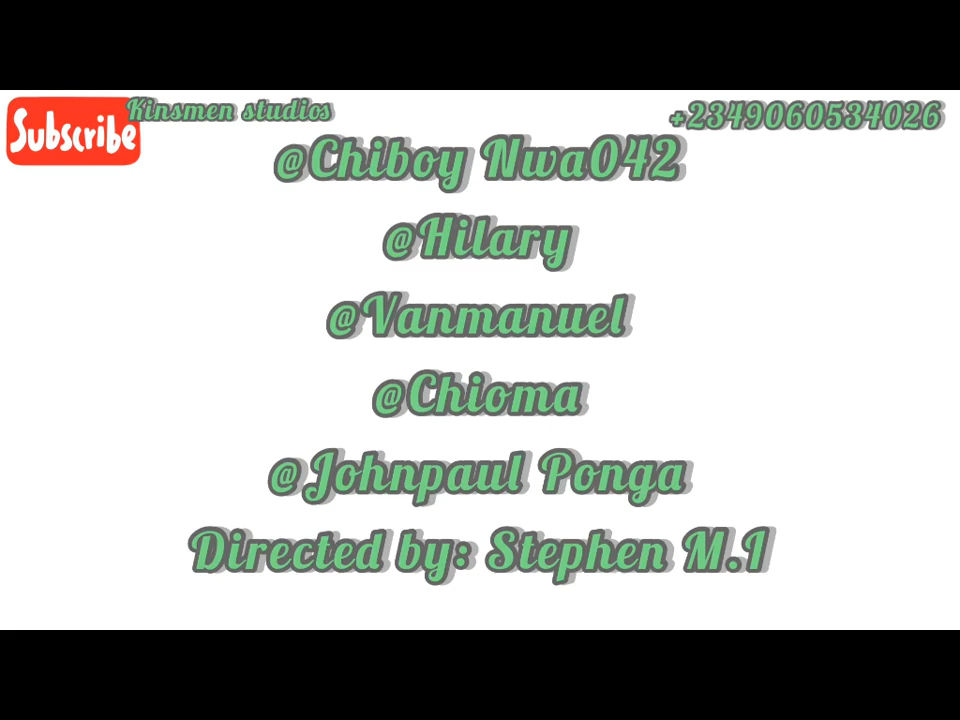 Subscribe
Kinsmen studios
+2349060534026
@Chiboy Nwa042
@Hilary
@Vanmanuel
@Chioma
@Johnpaul Ponga
Directed by: Stephen M.I